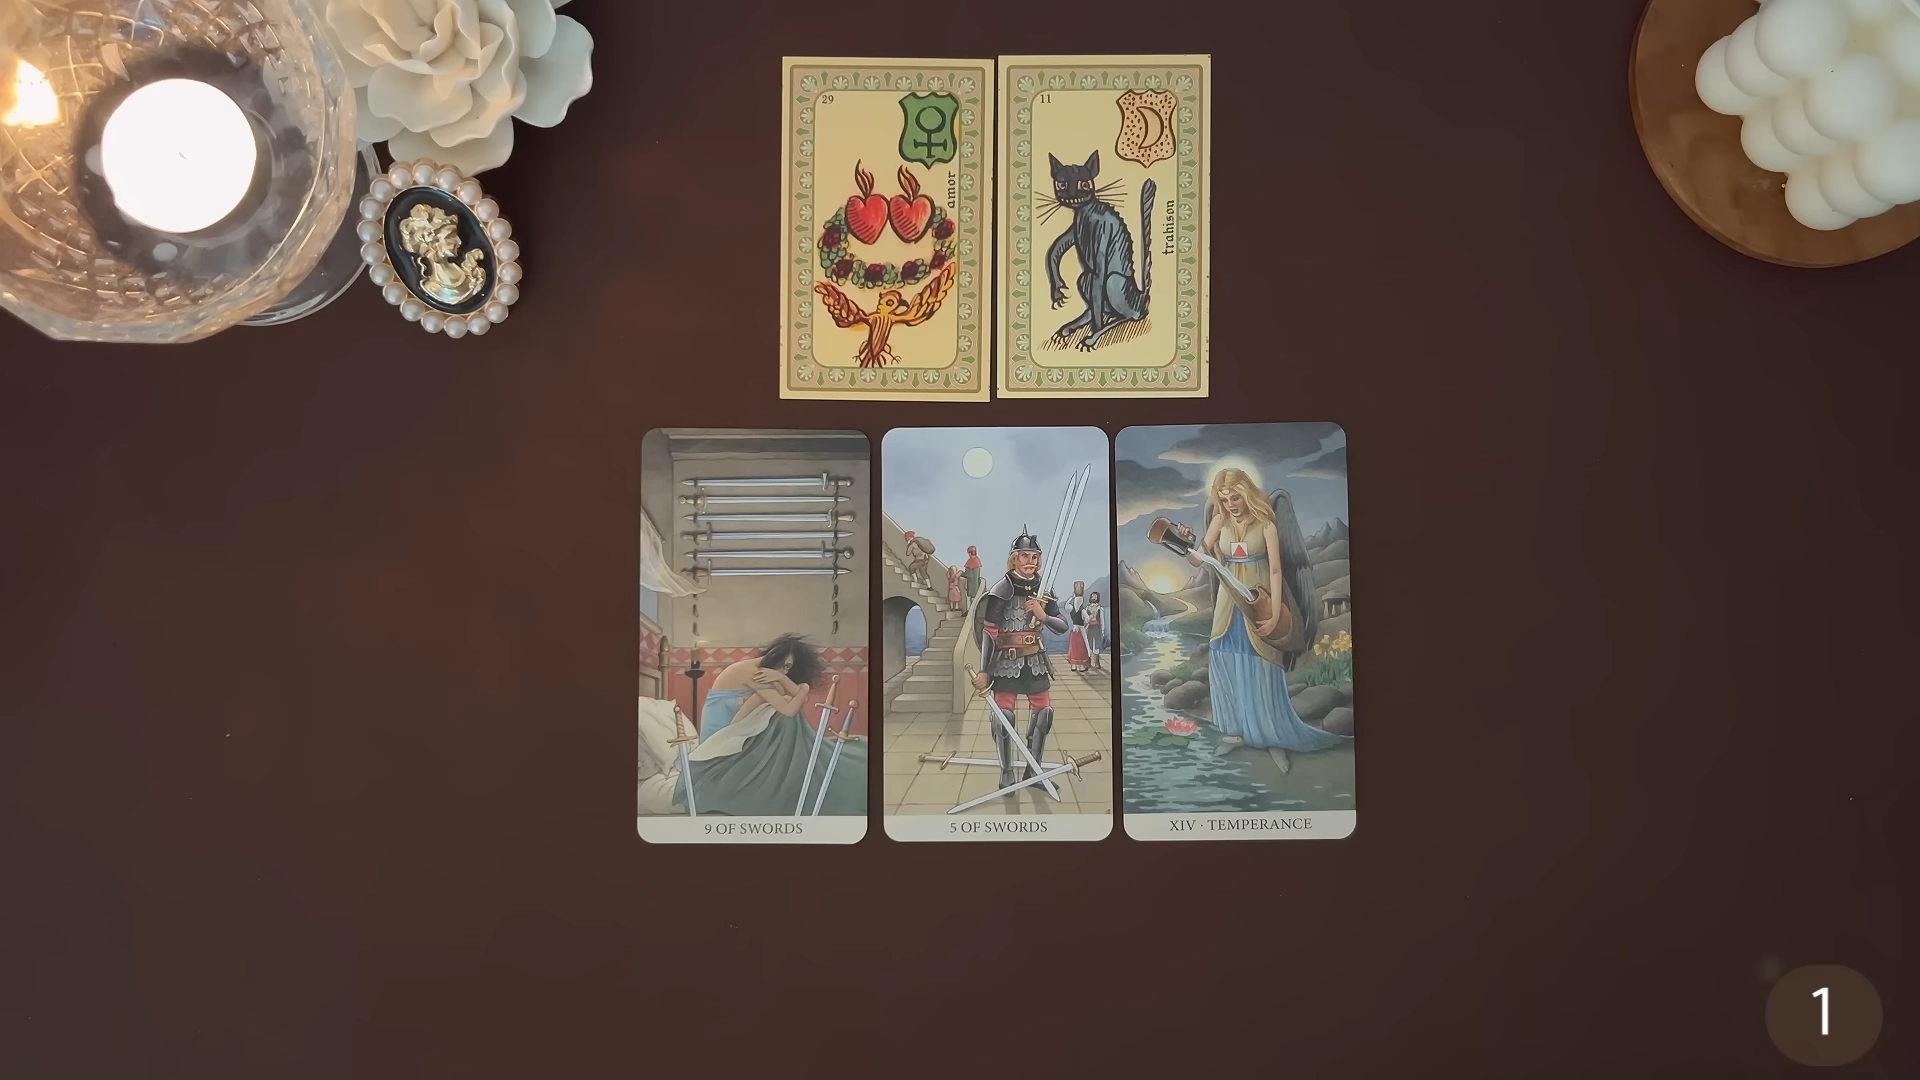 29
amor
11
trahison
9 OF SWORDS
5 OF SWORDS
XIV · TEMPERANCE
1